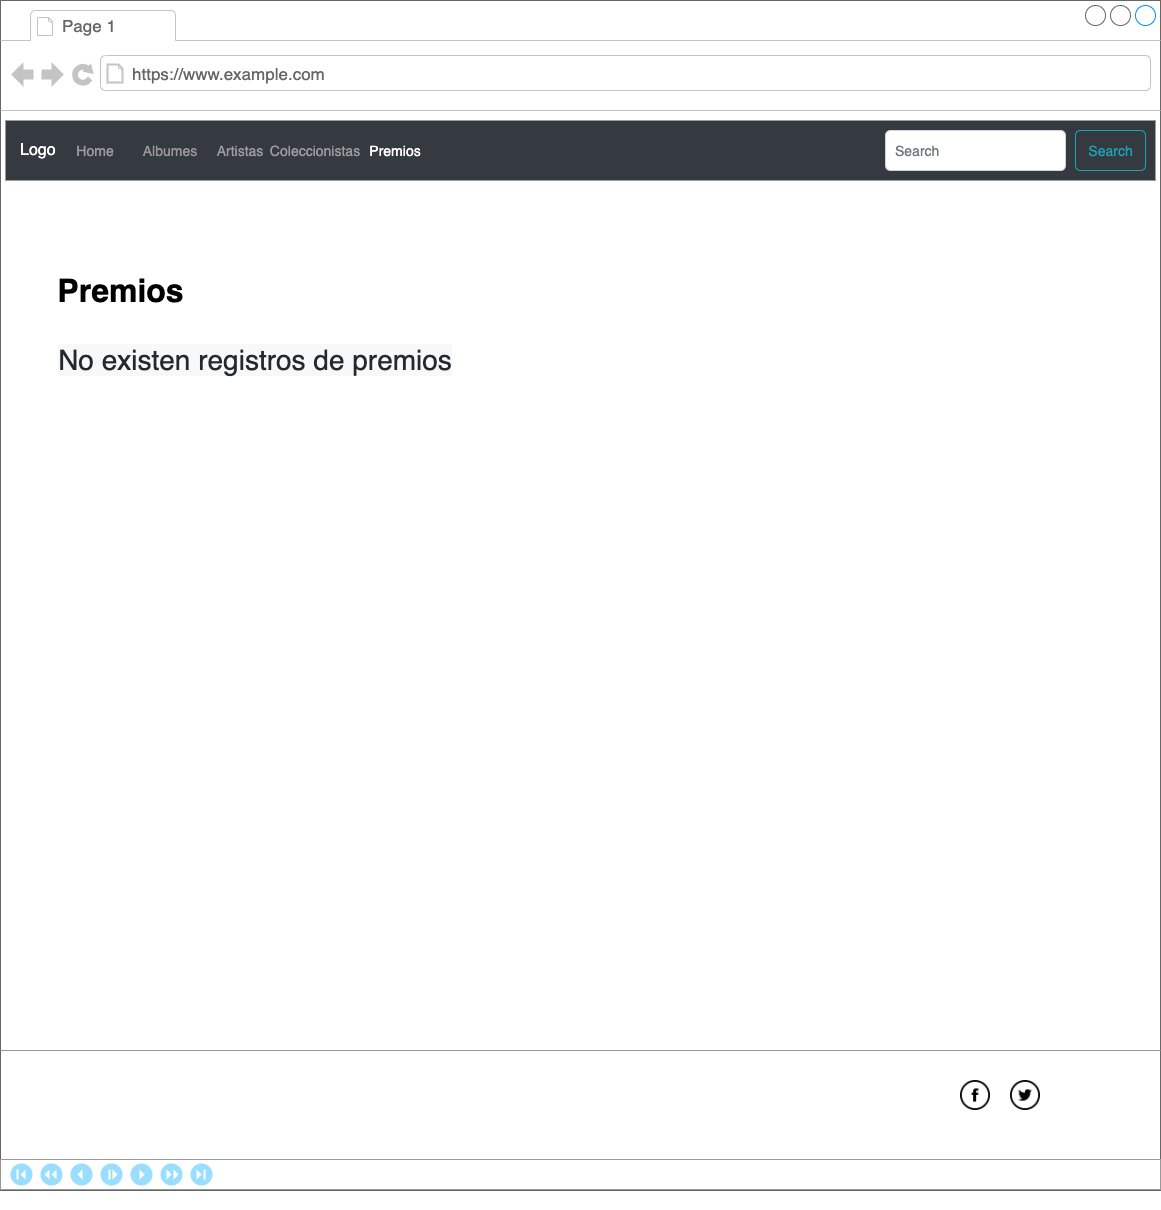 Page 1
https://www.example.com
Logo Home Albumes Artistas Coleccionistas Premios Search Search
Premios
No existen registros de premios